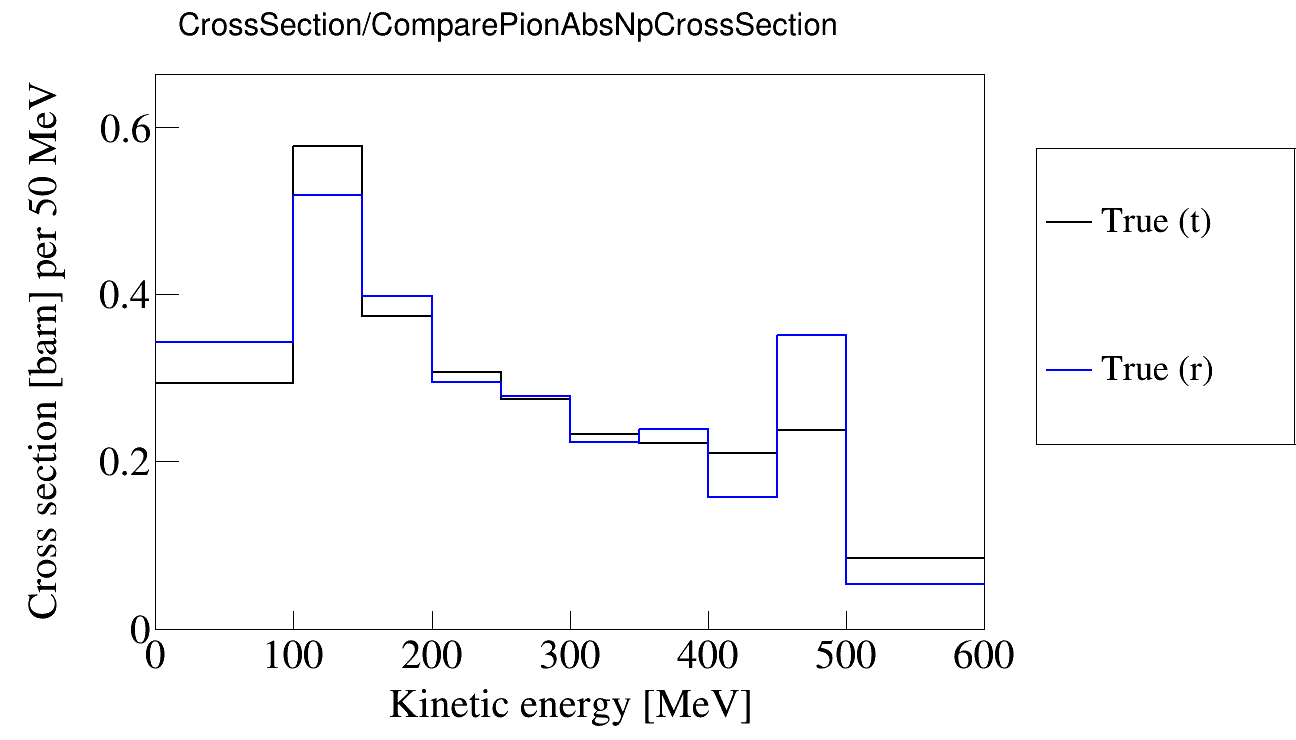 CrossSection/ComparePionAbsNpCrossSection
Cross section [barn] per 50 MeV
0.6
0.4
0.2
0
0 100 200 300 400 500 600
Kinetic energy [MeV]
True (t)
True (r)